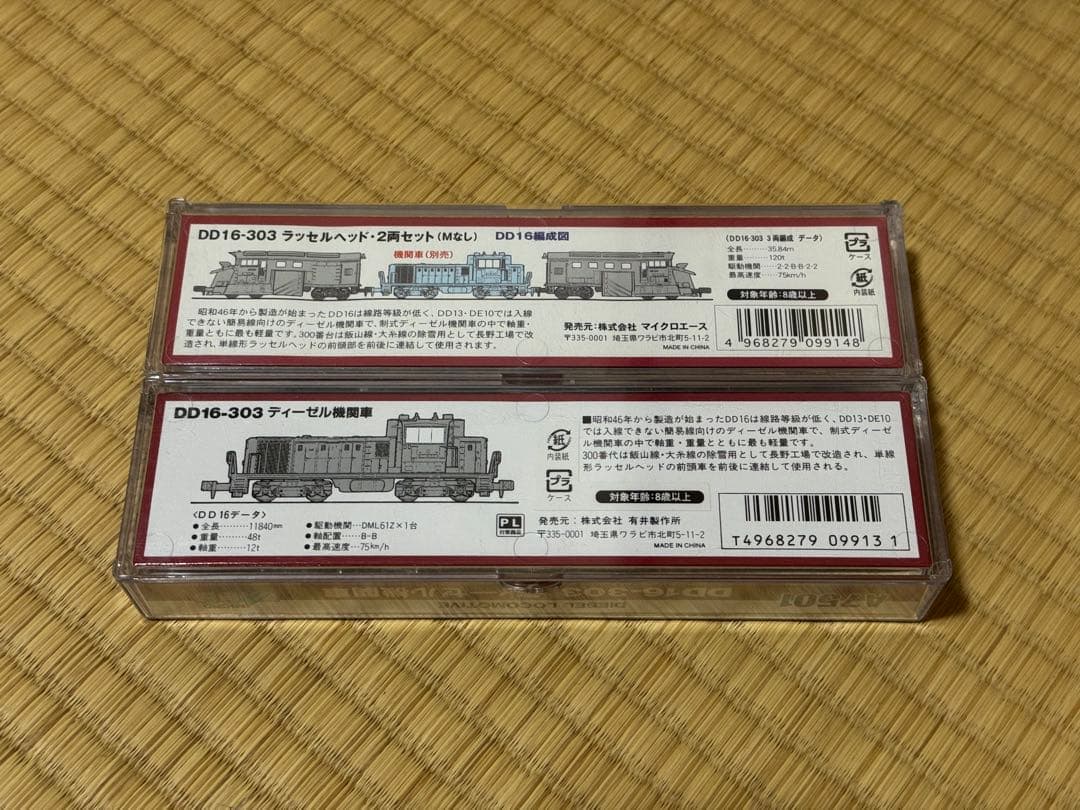 DD16-303 ラッセルヘッド・2両セット(Mなし) DD16編成図
機関車(別売)
昭和46年から製造が始まったDD16は線路等級が低く、DD13・DE10では入線
できない簡易線向けのディーゼル機関車で、制式ディーゼル機関車の中で軸重・
重量ともに最も軽量です。300番台は飯山線・大糸線の除雪用として長野工場で改
造され、単線形ラッセルヘッドの前頭部を前後に連結して使用されます。
(DD16-303 3両編成 データ)
全長………35.84m
重量………120t
駆動機関…2-2-B-B-2-2
最高速度…75km/h
対象年齢:8歳以上
プラ
ケース
紙
内装紙
発売元:株式会社 マイクロエース
〒335-0001 埼玉県ワラビ市北町5-11-2
MADE IN CHINA
4 968279 099148
DD16-303 ディーゼル機関車
<DD16データ>
●全長………11840mm
●重量………48t
●軸重………12t
●駆動機関…DML61Z×1台
●軸配置……B-B
●最高速度…75km/h
紙
内装紙
プラ
ケース
■昭和46年から製造が始まったDD16は線路等級が低く、DD13・DE10
では入線できない簡易線向けのディーゼル機関車で、制式ディーゼ
ル機関車の中で軸重・重量とともに最も軽量です。
300番代は飯山線・大糸線の除雪用として長野工場で改造され、単線
形ラッセルヘッドの前頭車を前後に連結して使用される。
対象年齢:8歳以上
PL
対策商品
発売元:株式会社 有井製作所
〒335-0001 埼玉県ワラビ市北町5-11-2
MADE IN CHINA
T4968279 099131
A7501
DD16-303 ディーゼル機関車
DIESEL LOCOMOTIVE